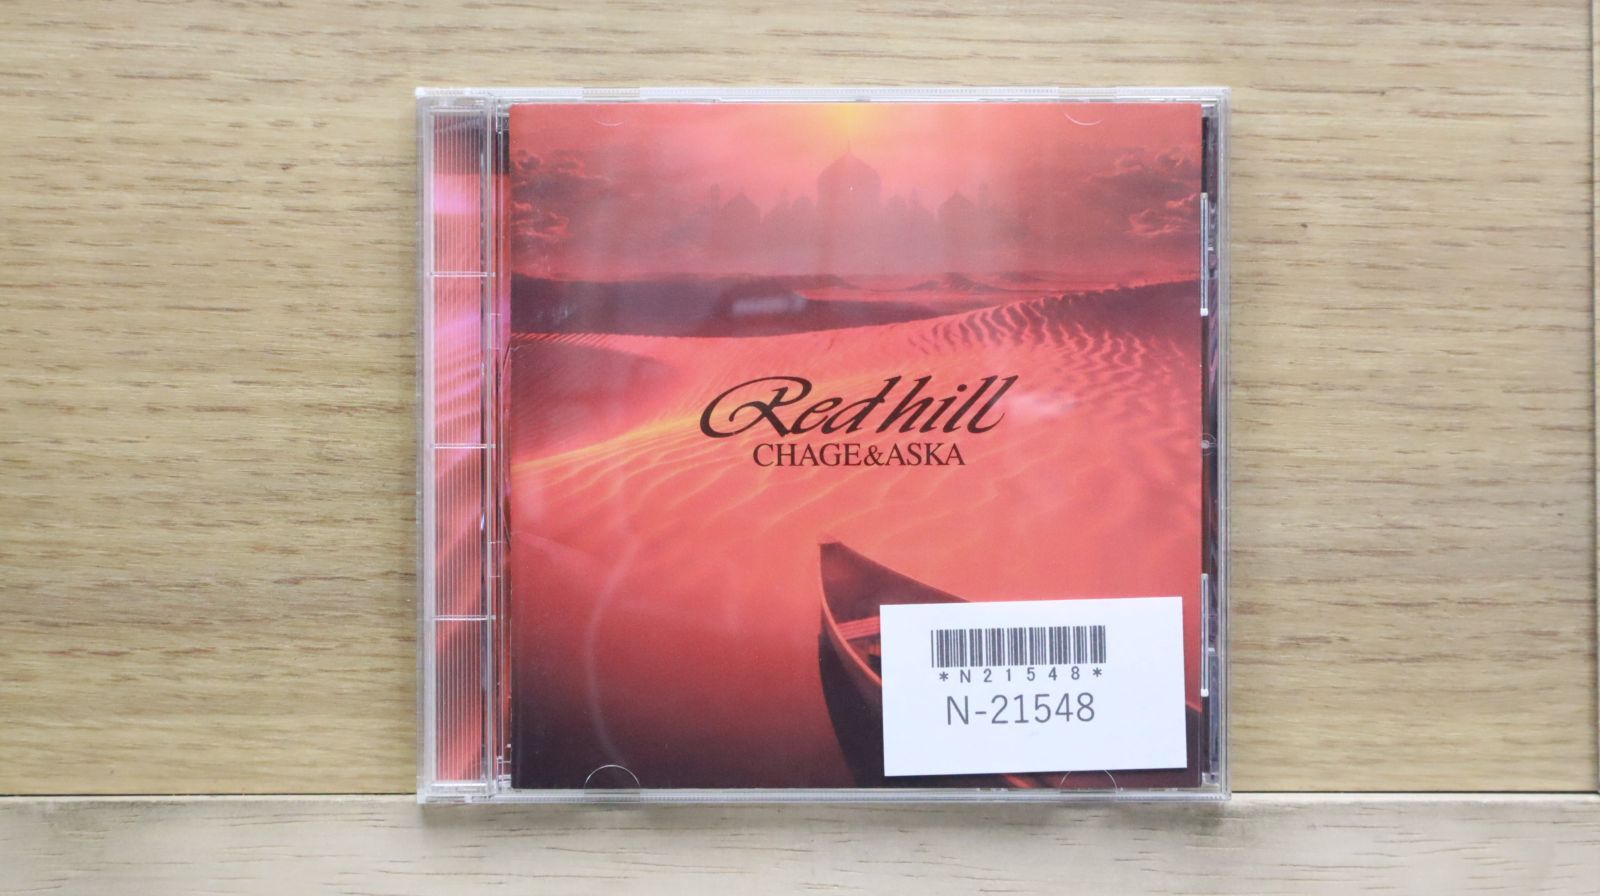 Red hill
CHAGE&ASKA
*N21548*
N-21548